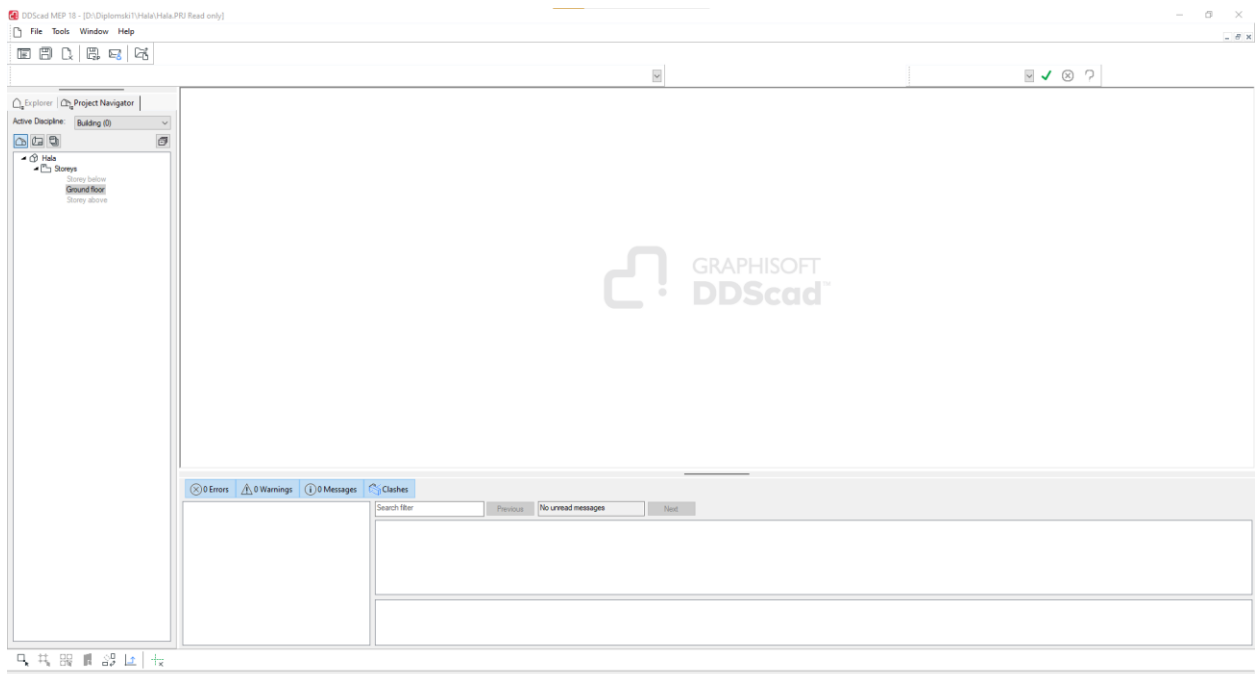 DDScad MEP 18 - [D:\Diplomski1\Hala\Hala.PRJ Read only]
File Tools Window Help
Explorer Project Navigator
Active Discipline: Building (0)
Hala
Storeys
Storey below
Ground floor
Storey above
GRAPHISOFT
DDScad™
0 Errors 0 Warnings 0 Messages Clashes
Search filter Previous No unread messages Next